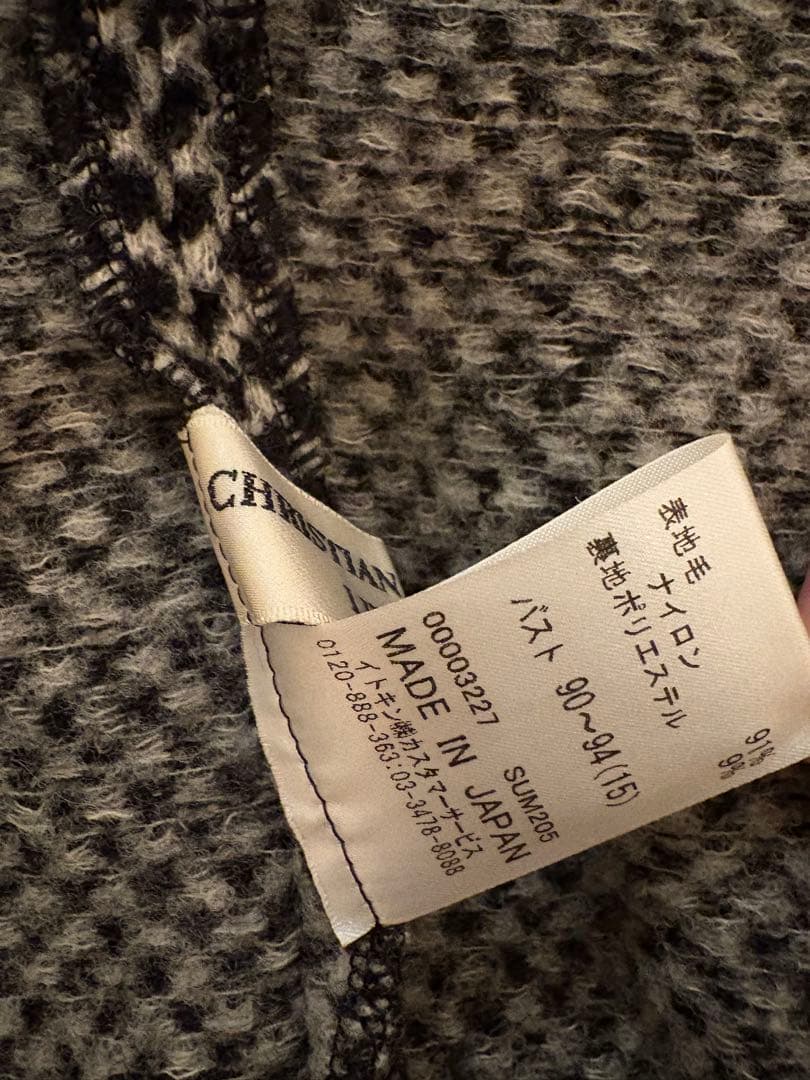 CHRISTIAN
表地毛 91%
ナイロン 9%
裏地ポリエステル
バスト 90~94(15)
00003227 SUM205
MADE IN JAPAN
イトキン㈱カスタマーサービス
0120-888-363:03-3478-8088